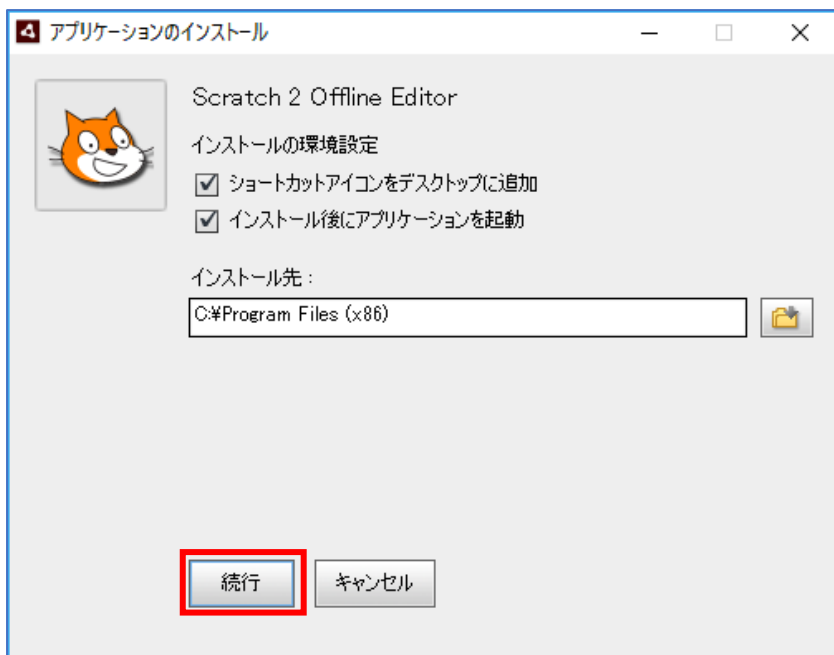 アプリケーションのインストール
Scratch 2 Offline Editor
インストールの環境設定
ショートカットアイコンをデスクトップに追加
インストール後にアプリケーションを起動
インストール先：
C:¥Program Files (x86)
続行
キャンセル